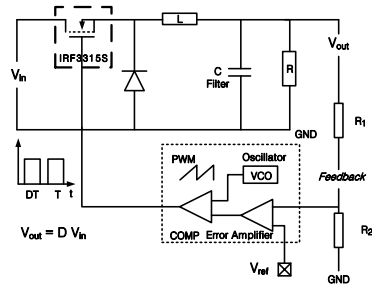 L
IRF3315S
Vin
C
Filter
R
Vout
GND
R1
PWM
Oscillator
VCO
Feedback
DT T t
COMP Error Amplifier
R2
Vout = D Vin
Vref
GND